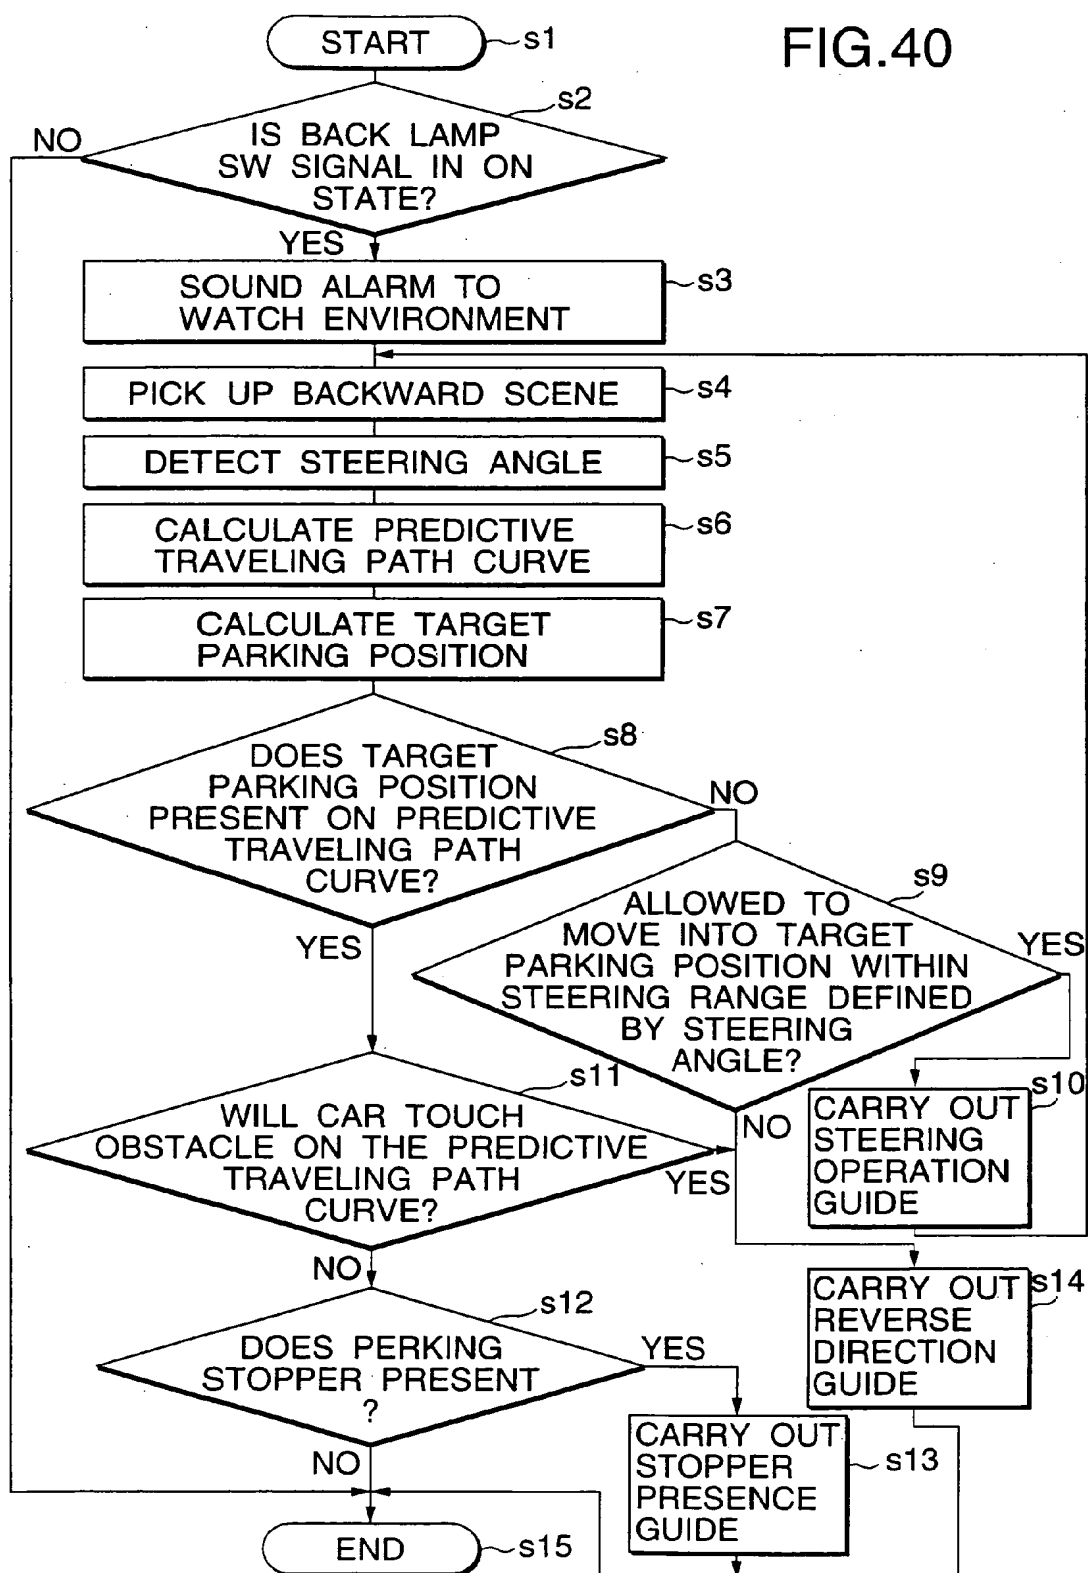 FIG.40
START
s1
s2
NO
IS BACK LAMP
SW SIGNAL IN ON
STATE?
YES
s3
SOUND ALARM TO
WATCH ENVIRONMENT
PICK UP BACKWARD SCENE
s4
DETECT STEERING ANGLE
s5
s6
CALCULATE PREDICTIVE
TRAVELING PATH CURVE
s7
CALCULATE TARGET
PARKING POSITION
s8
DOES TARGET
PARKING POSITION
PRESENT ON PREDICTIVE
TRAVELING PATH
CURVE?
NO
YES
s9
ALLOWED TO
MOVE INTO TARGET
PARKING POSITION WITHIN
STEERING RANGE DEFINED
BY STEERING
ANGLE?
YES
NO
s10
CARRY OUT
STEERING
OPERATION
GUIDE
s11
WILL CAR TOUCH
OBSTACLE ON THE PREDICTIVE
TRAVELING PATH
CURVE?
YES
NO
s14
CARRY OUT
REVERSE
DIRECTION
GUIDE
s12
DOES PERKING
STOPPER PRESENT
?
YES
NO
s13
CARRY OUT
STOPPER
PRESENCE
GUIDE
END
s15